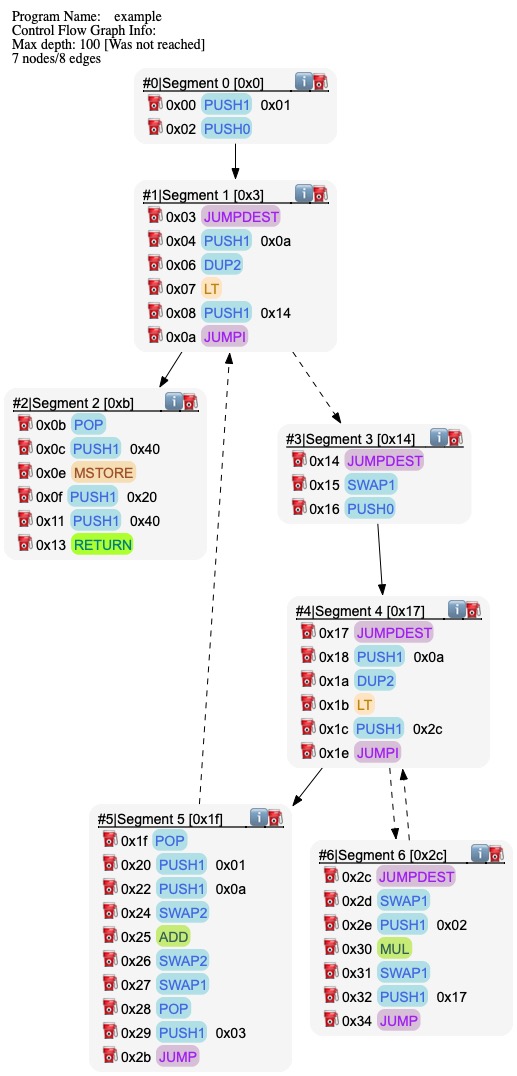 Program Name: example
Control Flow Graph Info:
Max depth: 100 [Was not reached]
7 nodes/8 edges
#0|Segment 0 [0x0]
0x00 PUSH1 0x01
0x02 PUSH0
#1|Segment 1 [0x3]
0x03 JUMPDEST
0x04 PUSH1 0x0a
0x06 DUP2
0x07 LT
0x08 PUSH1 0x14
0x0a JUMPI
#2|Segment 2 [0xb]
0x0b POP
0x0c PUSH1 0x40
0x0e MSTORE
0x0f PUSH1 0x20
0x11 PUSH1 0x40
0x13 RETURN
#3|Segment 3 [0x14]
0x14 JUMPDEST
0x15 SWAP1
0x16 PUSH0
#4|Segment 4 [0x17]
0x17 JUMPDEST
0x18 PUSH1 0x0a
0x1a DUP2
0x1b LT
0x1c PUSH1 0x2c
0x1e JUMPI
#5|Segment 5 [0x1f]
0x1f POP
0x20 PUSH1 0x01
0x22 PUSH1 0x0a
0x24 SWAP2
0x25 ADD
0x26 SWAP2
0x27 SWAP1
0x28 POP
0x29 PUSH1 0x03
0x2b JUMP
#6|Segment 6 [0x2c]
0x2c JUMPDEST
0x2d SWAP1
0x2e PUSH1 0x02
0x30 MUL
0x31 SWAP1
0x32 PUSH1 0x17
0x34 JUMP